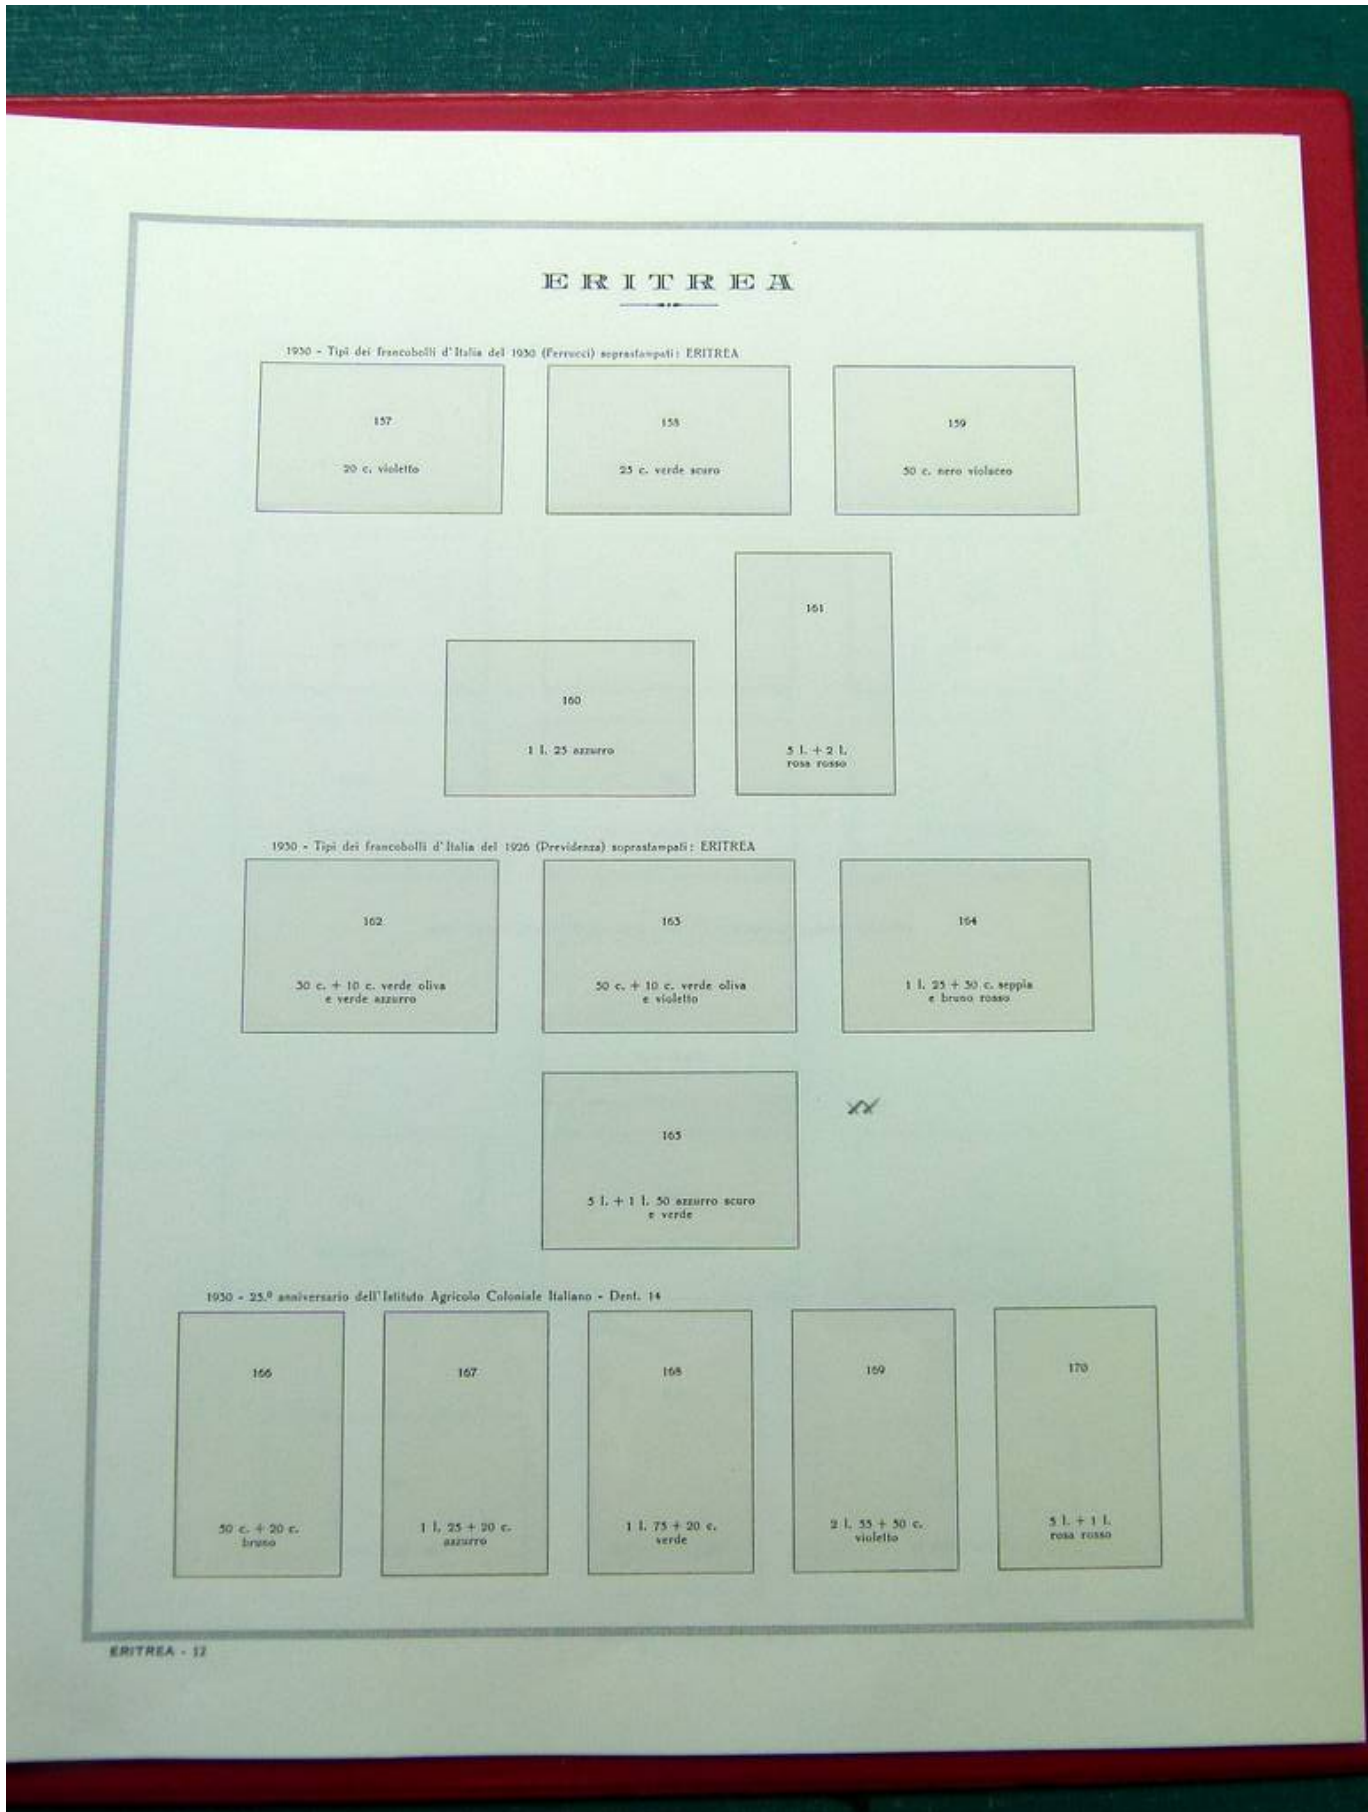 ERITREA
1930 - Tipi dei francobolli d'Italia del 1930 (Ferrucci) soprastampati: ERITREA
157
158
159
20 c. violetto
25 c. verde scuro
50 c. nero violaceo
161
160
1 l. 25 azzurro
5 l. + 2 l.
rosa rosso
1930 - Tipi dei francobolli d'Italia del 1926 (Previdenza) soprastampati: ERITREA
162
163
164
30 c. + 10 c. verde oliva
e verde azzurro
50 c. + 10 c. verde oliva
e violetto
1 l. 25 + 30 c. seppia
e bruno rosso
XX
165
5 l. + 1 l. 50 azzurro scuro
e verde
1930 - 25.º anniversario dell'Istituto Agricolo Coloniale Italiano - Dent. 14
166
167
168
169
170
50 c. + 20 c.
bruno
1 l. 25 + 20 c.
azzurro
1 l. 75 + 20 c.
verde
2 l. 55 + 50 c.
violetto
5 l. + 1 l.
rosa rosso
ERITREA - 12